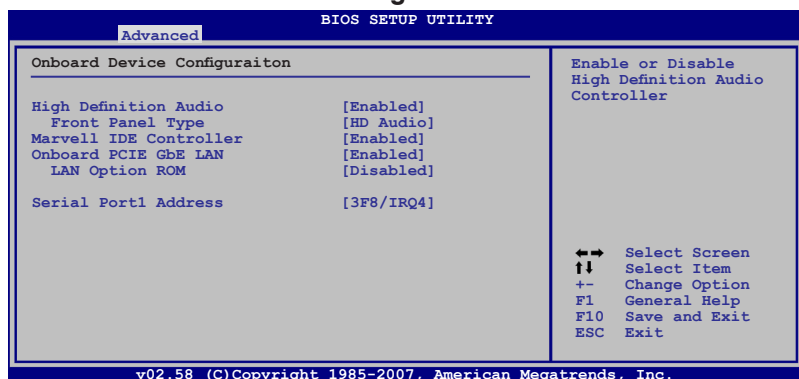 BIOS SETUP UTILITY
Advanced
Onboard Device Configuraiton
High Definition Audio [Enabled]
Front Panel Type [HD Audio]
Marvell IDE Controller [Enabled]
Onboard PCIE GbE LAN [Enabled]
LAN Option ROM [Disabled]
Serial Port1 Address [3F8/IRQ4]
Enable or Disable
High Definition Audio
Controller
←→ Select Screen
↑↓ Select Item
+- Change Option
F1 General Help
F10 Save and Exit
ESC Exit
v02.58 (C)Copyright 1985-2007, American Megatrends, Inc.